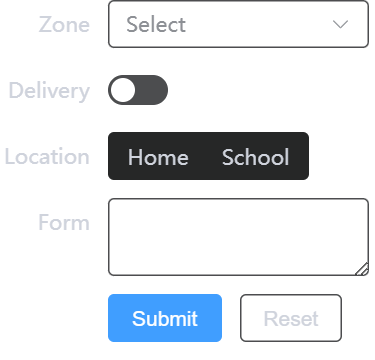 Zone Select
Delivery
Location Home School
Form
Submit Reset